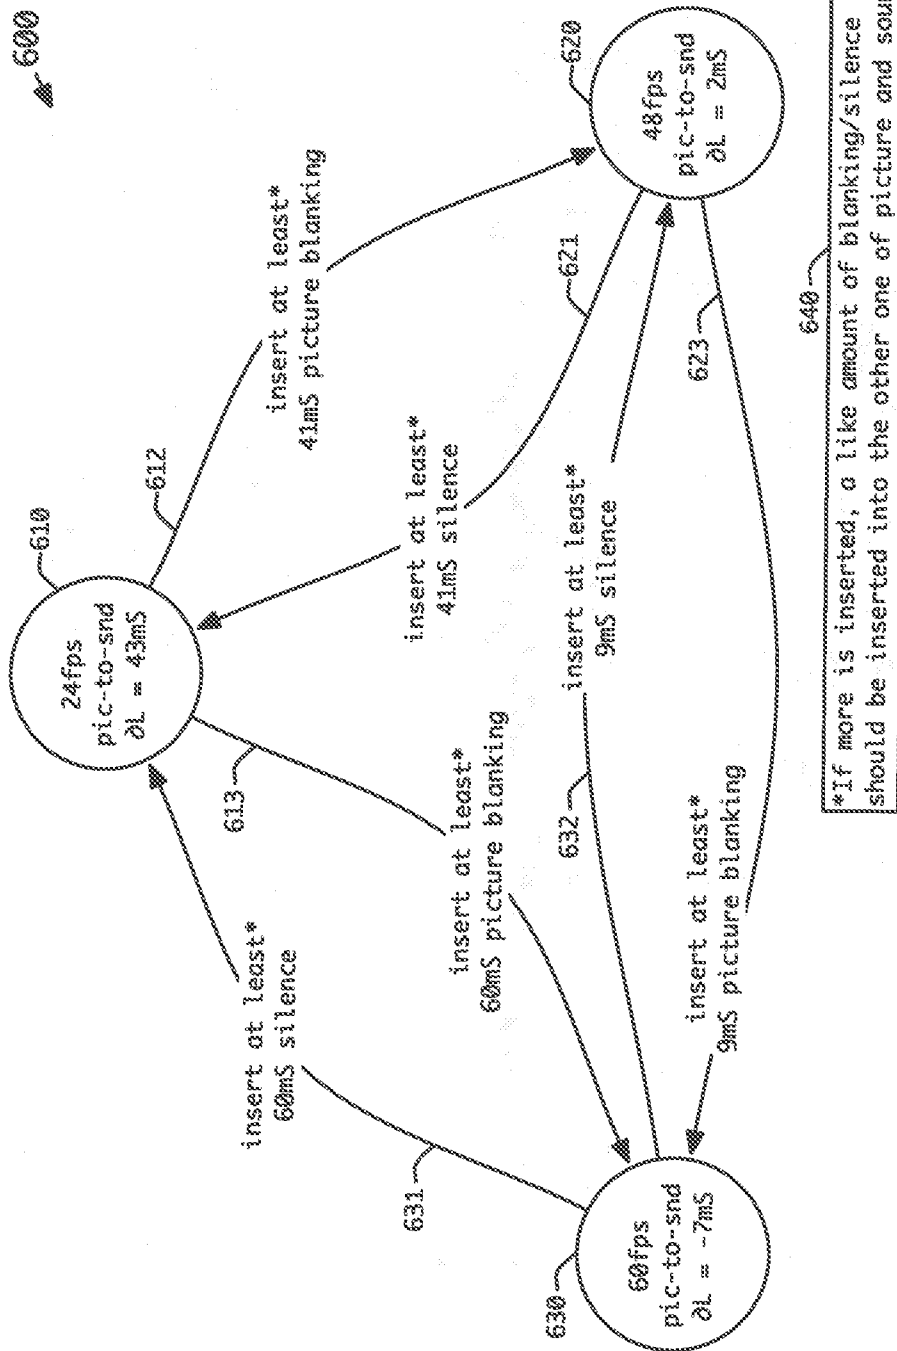 600
610
24fps
pic-to-snd
∂L = 43mS
612
insert at least*
41mS picture blanking
620
48fps
pic-to-snd
∂L = 2mS
621
insert at least*
41mS silence
613
insert at least*
60mS picture blanking
631
insert at least*
60mS silence
632
insert at least*
9mS silence
623
insert at least*
9mS picture blanking
630
60fps
pic-to-snd
∂L = -7mS
640
*If more is inserted, a like amount of blanking/silence
should be inserted into the other one of picture and